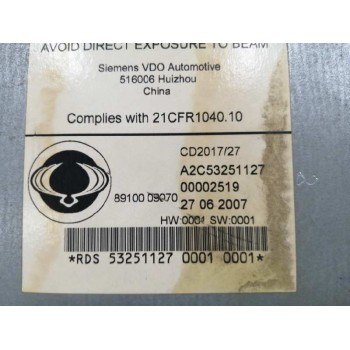 AVOID DIRECT EXPOSURE TO BEAM
Siemens VDO Automotive
516006 Huizhou
China
Complies with 21CFR1040.10
CD2017/27
A2C53251127
00002519
89100 09070
27 06 2007
HW:0001 SW:0001
*RDS 53251127 0001 0001*